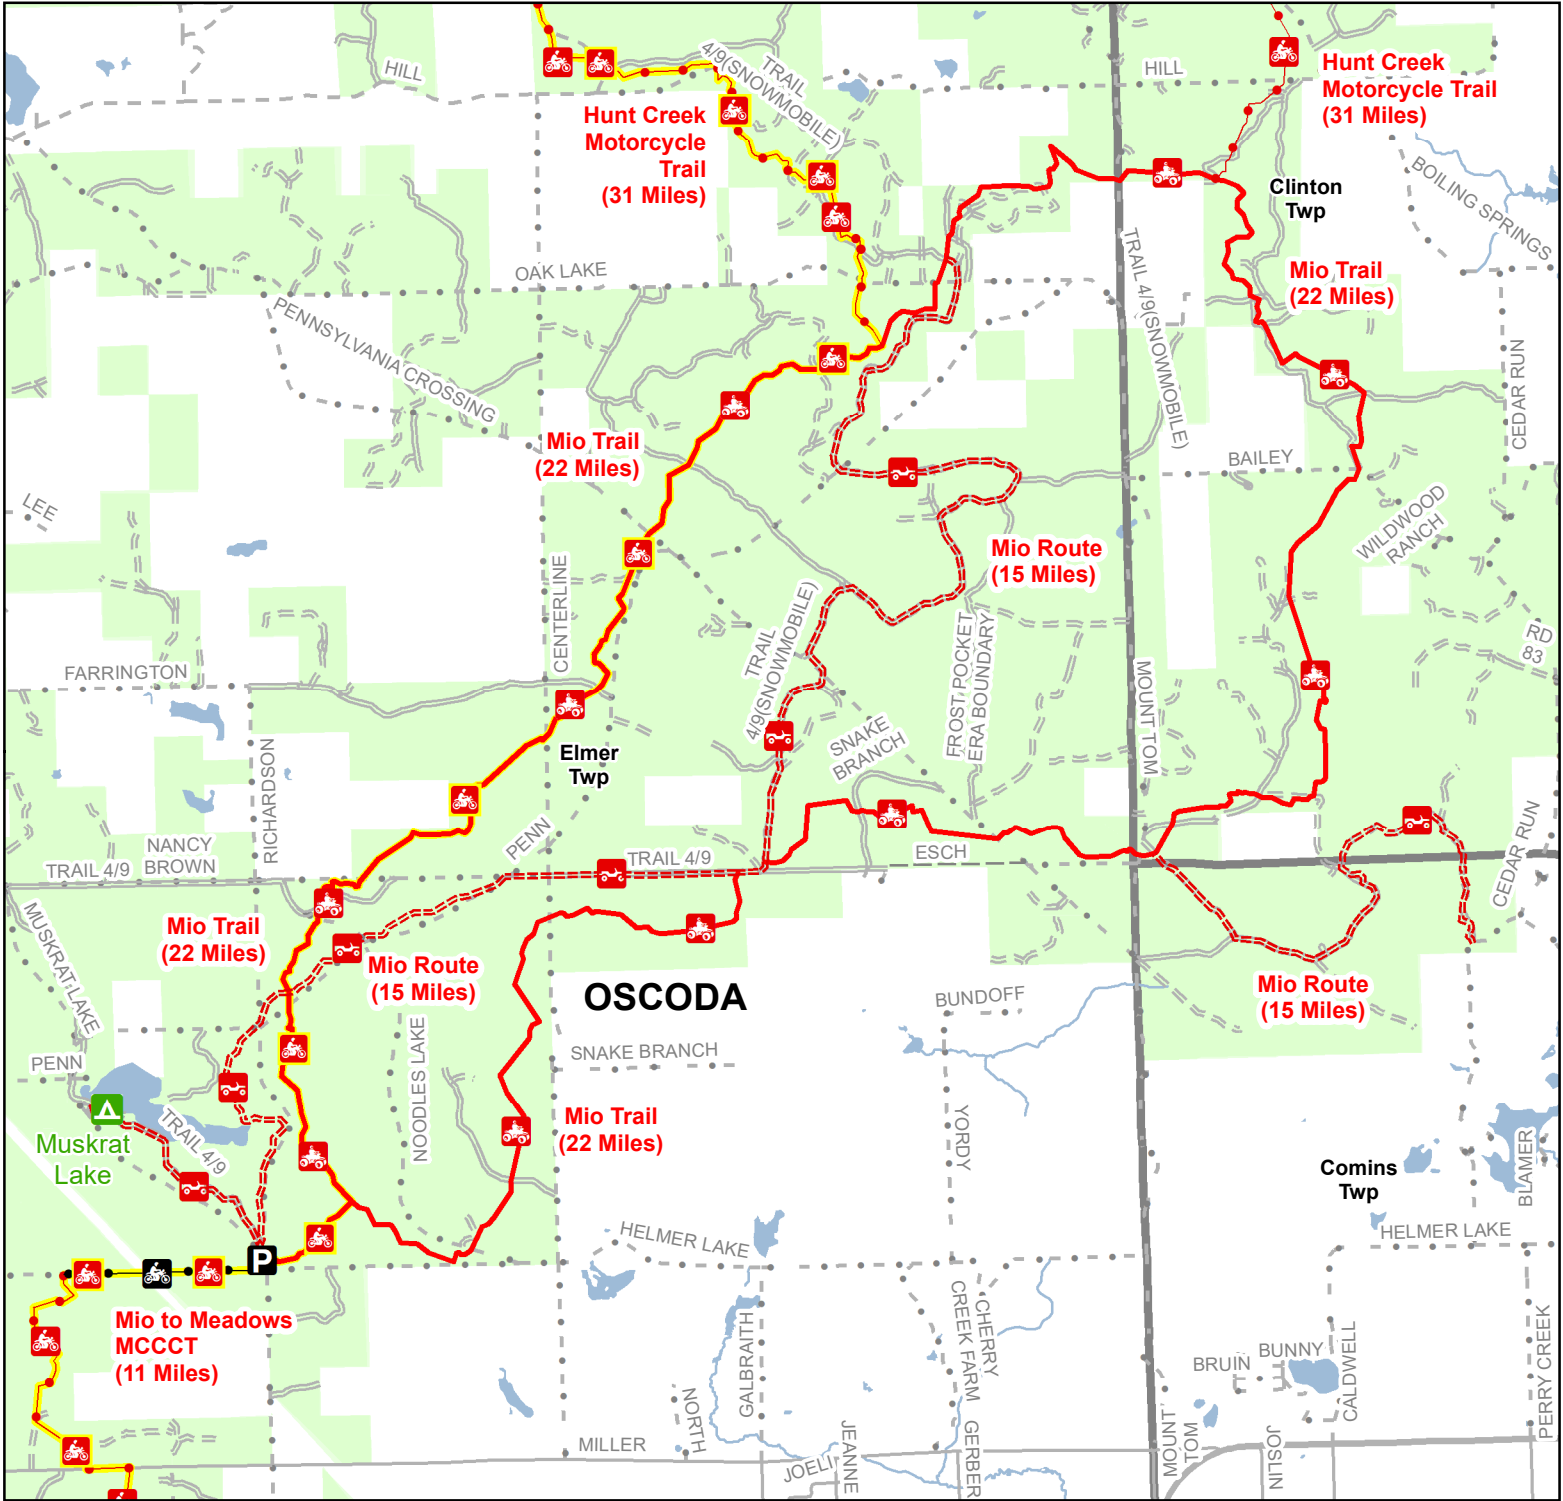 HILL
TRAIL
4/9(SNOWMOBILE)
HILL
Hunt Creek
Motorcycle Trail
(31 Miles)
Hunt Creek
Motorcycle
Trail
(31 Miles)
BOILING SPRINGS
Clinton
Twp
OAK LAKE
TRAIL 4/9(SNOWMOBILE)
Mio Trail
(22 Miles)
PENNSYLVANIA CROSSING
CEDAR RUN
Mio Trail
(22 Miles)
BAILEY
LEE
WILDWOOD
RANCH
Mio Route
(15 Miles)
CENTERLINE
TRAIL
4/9(SNOWMOBILE)
FROST POCKET
ERA BOUNDARY
RD
83
FARRINGTON
MOUNT TOM
SNAKE
BRANCH
Elmer
Twp
RICHARDSON
NANCY
BROWN
TRAIL 4/9
PENN
TRAIL 4/9
ESCH
CEDAR RUN
MUSKRAT LAKE
Mio Trail
(22 Miles)
Mio Route
(15 Miles)
OSCODA
BUNDOFF
Mio Route
(15 Miles)
PENN
NOODLES LAKE
SNAKE BRANCH
Muskrat
Lake
TRAIL 4/9
Mio Trail
(22 Miles)
YORDY
Comins
Twp
BLAMER
P
HELMER LAKE
HELMER LAKE
Mio to Meadows
MCCCT
(11 Miles)
GALBRAITH
CREEK FARM
CHERRY
BRUIN
BUNNY
CALDWELL
PERRY CREEK
NORTH
MILLER
JOELI
JEANNE
GERBER
MOUNT
TOM
NITSOJ